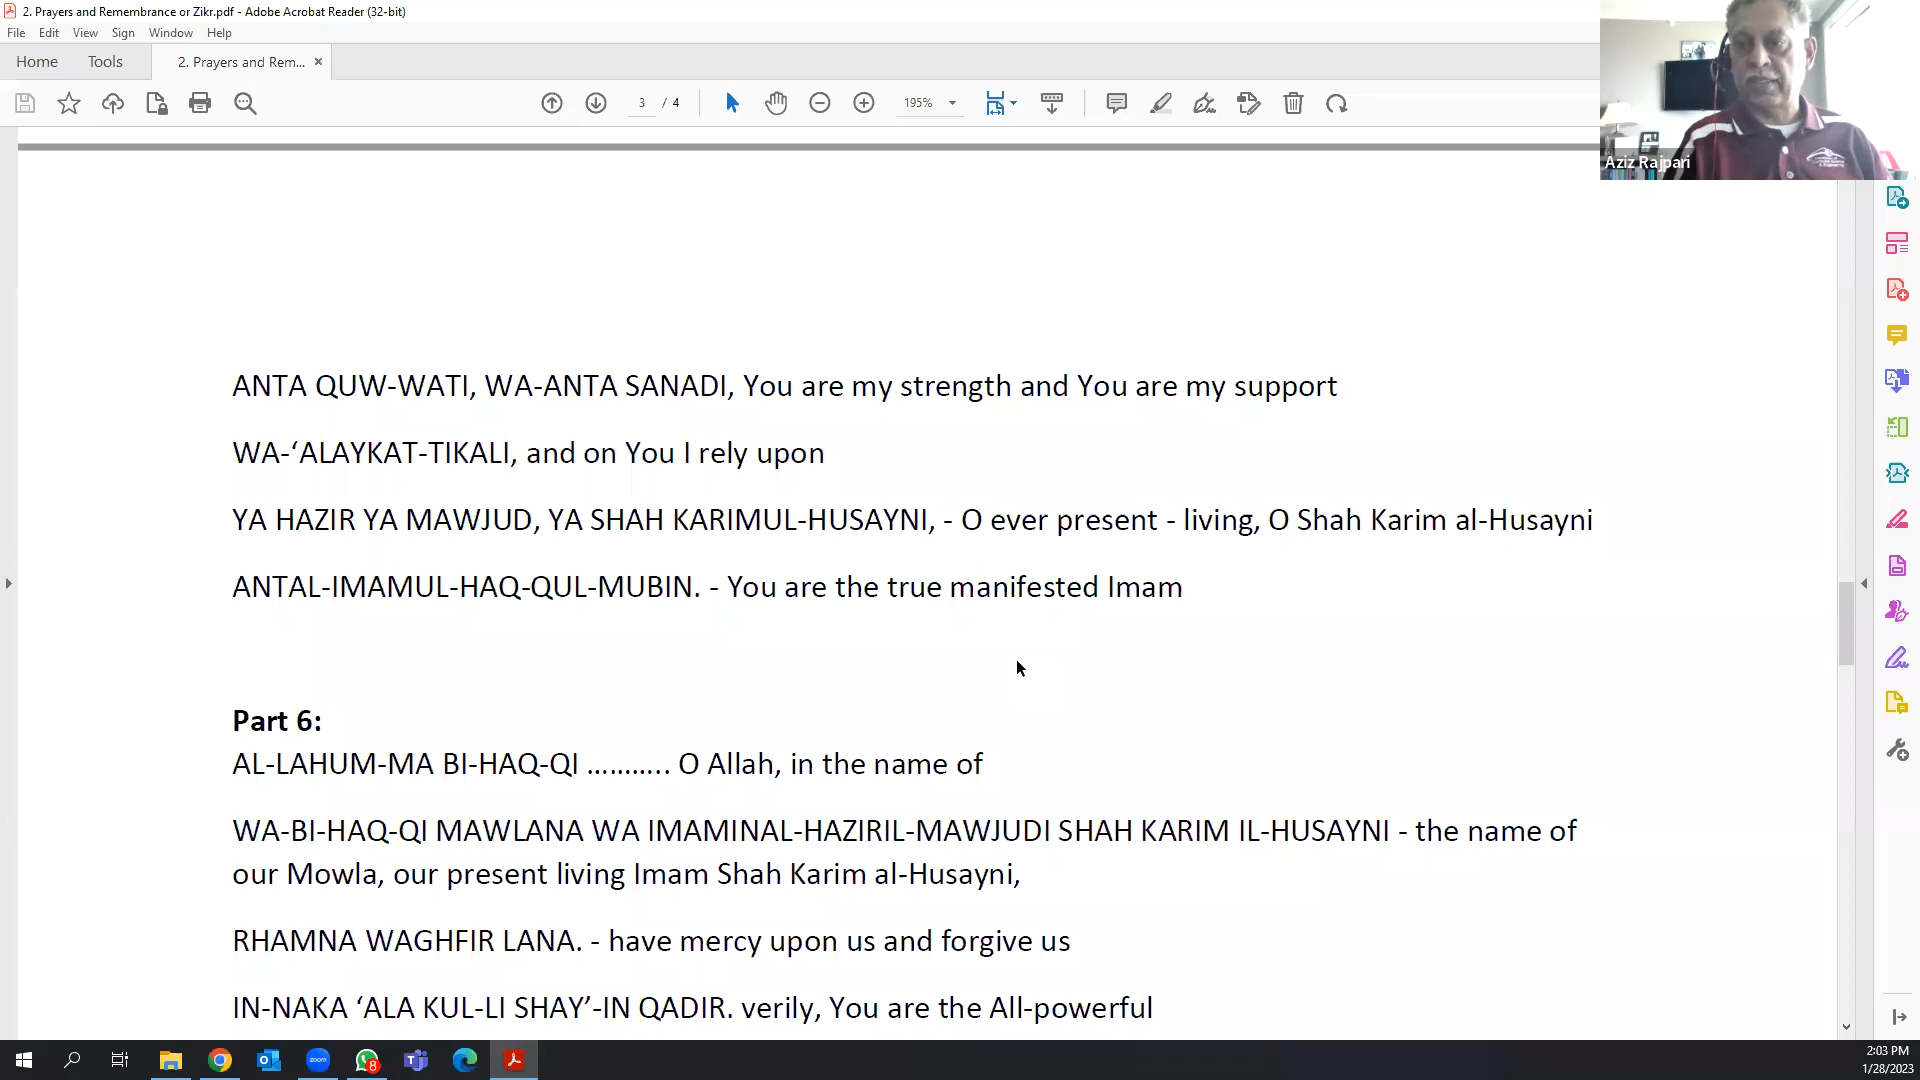 2. Prayers and Remembrance or Zikr.pdf - Adobe Acrobat Reader (32-bit)
File Edit View Sign Window Help
Home Tools 2. Prayers and Rem... ×
3 / 4 195%
Aziz Rajpari
ANTA QUW-WATI, WA-ANTA SANADI, You are my strength and You are my support
WA-‘ALAYKAT-TIKALI, and on You I rely upon
YA HAZIR YA MAWJUD, YA SHAH KARIMUL-HUSAYNI, - O ever present - living, O Shah Karim al-Husayni
ANTAL-IMAMUL-HAQ-QUL-MUBIN. - You are the true manifested Imam
Part 6:
AL-LAHUM-MA BI-HAQ-QI ……….. O Allah, in the name of
WA-BI-HAQ-QI MAWLANA WA IMAMINAL-HAZIRIL-MAWJUDI SHAH KARIM IL-HUSAYNI - the name of
our Mowla, our present living Imam Shah Karim al-Husayni,
RHAMNA WAGHFIR LANA. - have mercy upon us and forgive us
IN-NAKA ‘ALA KUL-LI SHAY’-IN QADIR. verily, You are the All-powerful
zoom
8
2:03 PM
1/28/2023